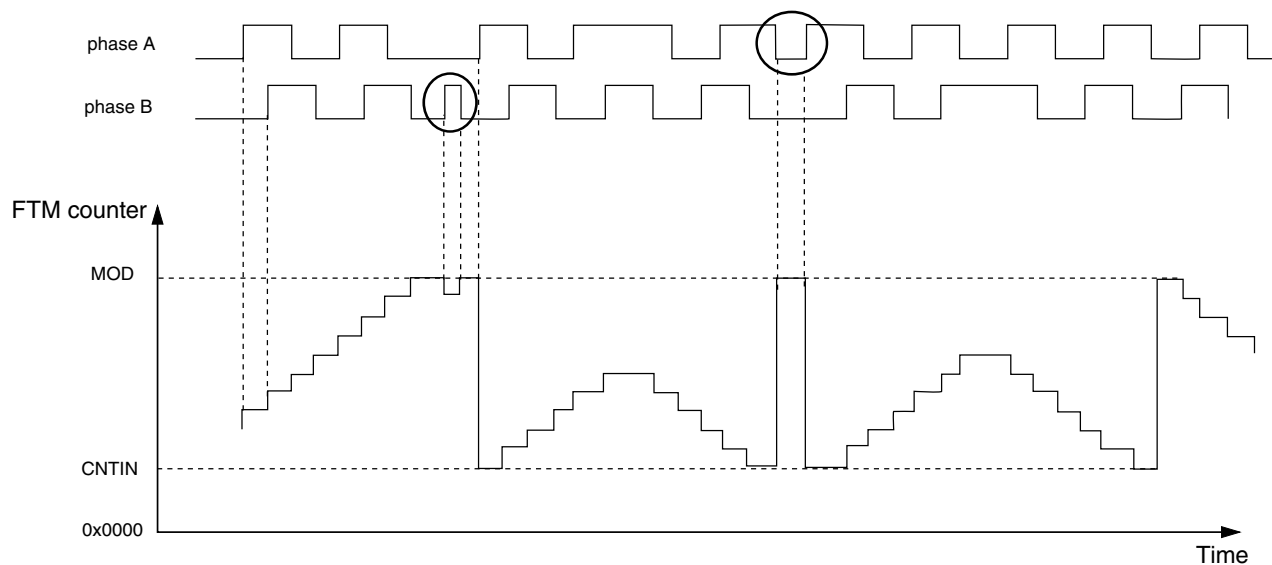 phase A
phase B
FTM counter
MOD
CNTIN
0x0000
Time